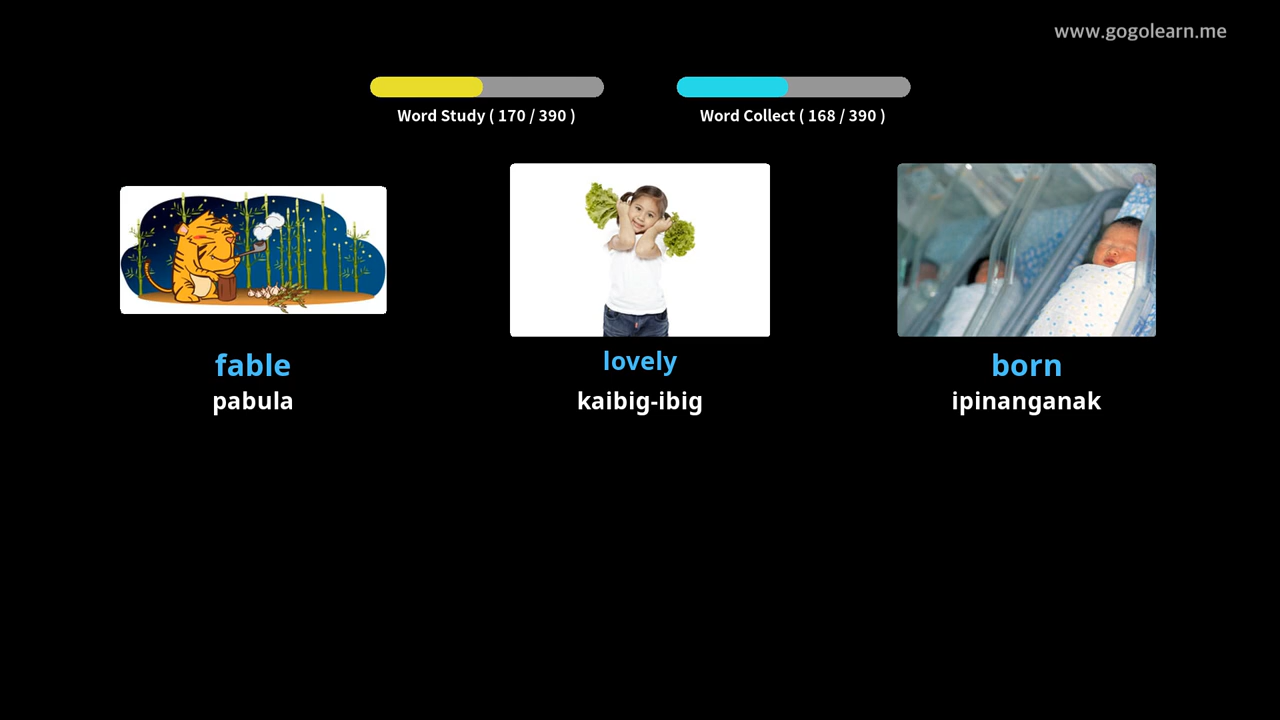 www.gogolearn.me
Word Study ( 170 / 390 )
Word Collect ( 168 / 390 )
fable
pabula
lovely
kaibig-ibig
born
ipinanganak